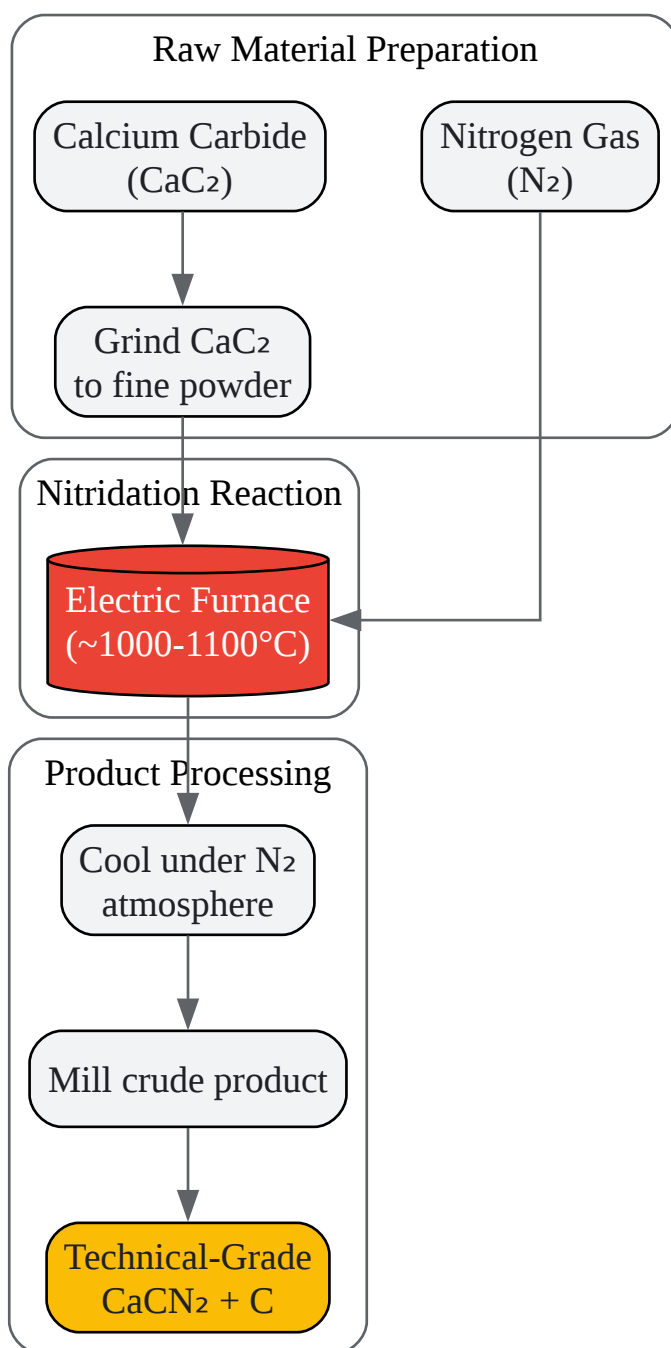 Raw Material Preparation
Calcium Carbide
(CaC₂)
Nitrogen Gas
(N₂)
Grind CaC₂
to fine powder
Nitridation Reaction
Electric Furnace
(~1000-1100°C)
Product Processing
Cool under N₂
atmosphere
Mill crude product
Technical-Grade
CaCN₂ + C